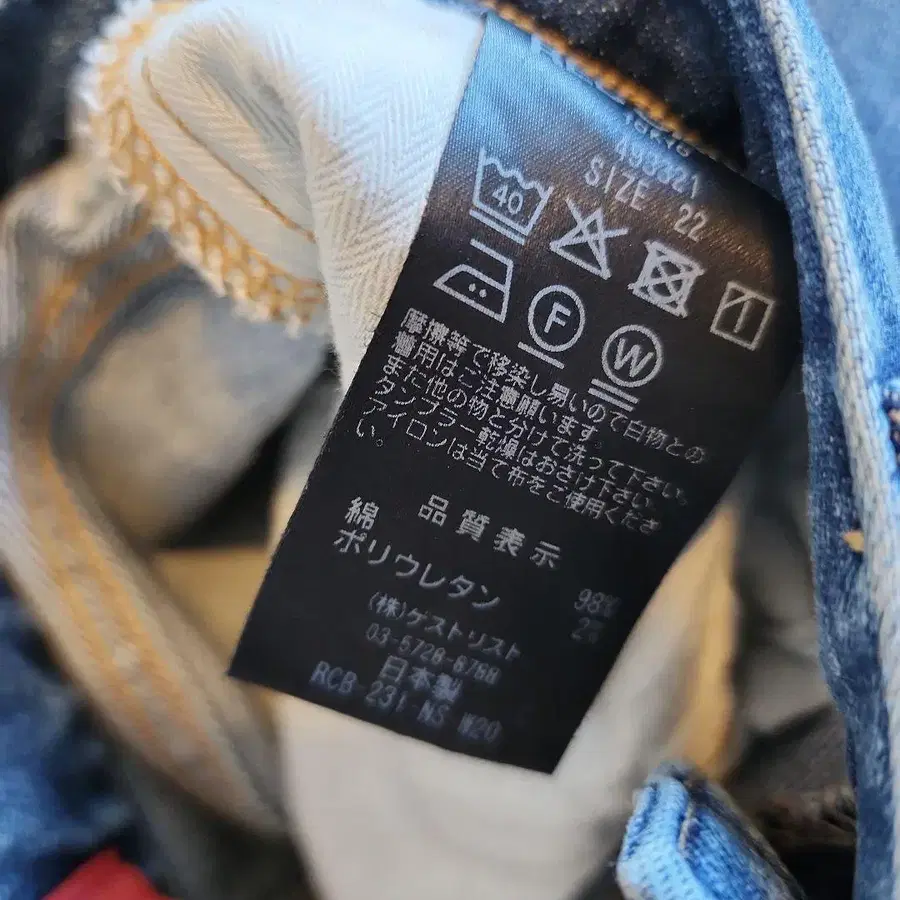 SIZE 22
40
F
W
摩擦等で移染し易いので白物との
着用はご注意願います。
また他の物と分けて洗って下さい。
タンブラー乾燥はおさけ下さい。
アイロンは当て布をご使用くださ
い。
品質表示
綿 98%
ポリウレタン 2%
(株)ゲストリスト
03-5728-8788
日本製
RCB-231-NS W20